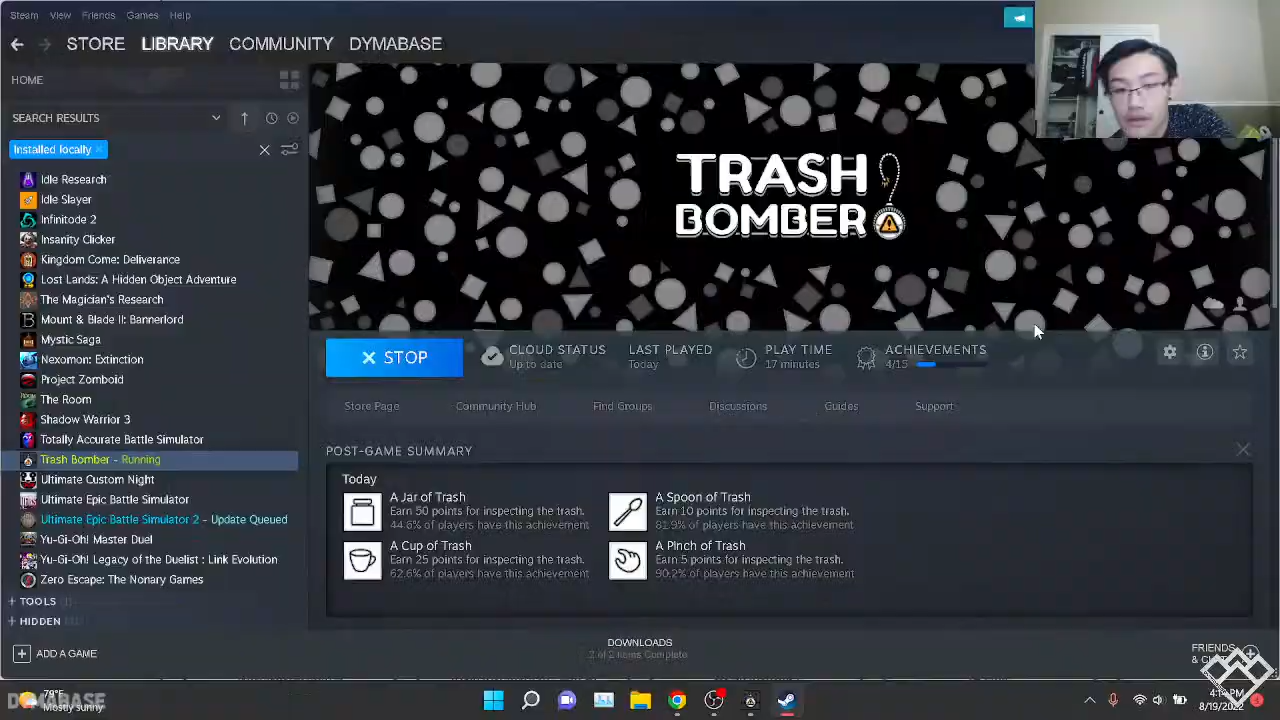 Steam View Friends Games Help
STORE LIBRARY COMMUNITY DYMABASE
HOME
SEARCH RESULTS
Installed locally ×
Idle Research
Idle Slayer
Infinitode 2
Insanity Clicker
Kingdom Come: Deliverance
Lost Lands: A Hidden Object Adventure
The Magician's Research
Mount & Blade II: Bannerlord
Mystic Saga
Nexomon: Extinction
Project Zomboid
The Room
Shadow Warrior 3
Totally Accurate Battle Simulator
Trash Bomber - Running
Ultimate Custom Night
Ultimate Epic Battle Simulator
Ultimate Epic Battle Simulator 2 - Update Queued
Yu-Gi-Oh! Master Duel
Yu-Gi-Oh! Legacy of the Duelist : Link Evolution
Zero Escape: The Nonary Games
+ TOOLS
+ HIDDEN
ADD A GAME
TRASH
BOMBER
STOP
CLOUD STATUS
Up to date
LAST PLAYED
Today
PLAY TIME
17 minutes
ACHIEVEMENTS
4/15
Store Page Community Hub Find Groups Discussions Guides Support
POST-GAME SUMMARY
Today
A Jar of Trash
Earn 50 points for inspecting the trash.
44.6% of players have this achievement
A Spoon of Trash
Earn 10 points for inspecting the trash.
81.9% of players have this achievement
A Cup of Trash
Earn 25 points for inspecting the trash.
62.6% of players have this achievement
A Pinch of Trash
Earn 5 points for inspecting the trash.
90.2% of players have this achievement
DOWNLOADS
2 of 2 Items Complete
FRIENDS
DYMABASE
Mostly sunny